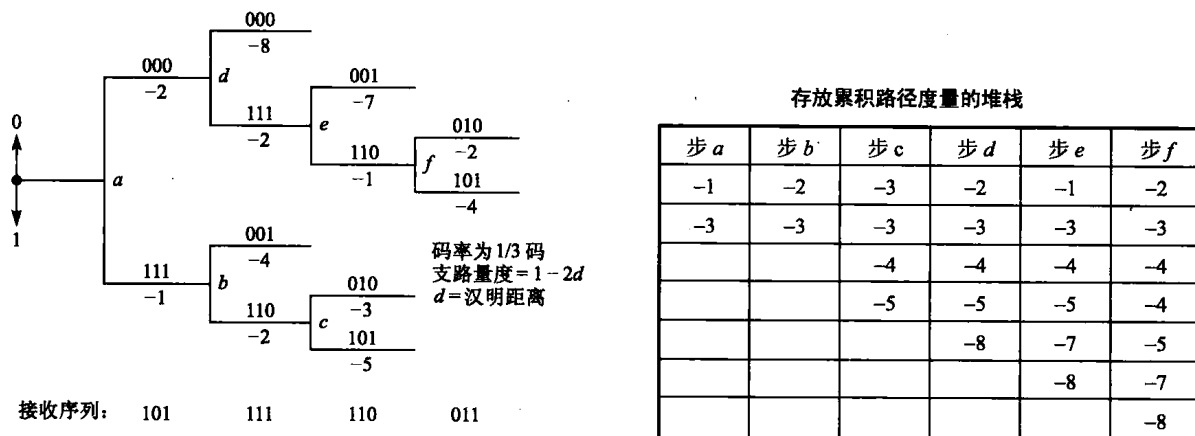 0
1
000
-2
111
-1
a
000
-8
d
111
-2
001
-4
b
110
-2
001
-7
e
110
-1
010
-3
c
101
-5
010
-2
f
101
-4
码率为1/3码
支路量度=1-2d
d=汉明距离
接收序列: 101 111 110 011
存放累积路径度量的堆栈
步a 步b 步c 步d 步e 步f
-1 -2 -3 -2 -1 -2
-3 -3 -3 -3 -3 -3
-4 -4 -4 -4
-5 -5 -5 -4
-8 -7 -5
-8 -7
-8